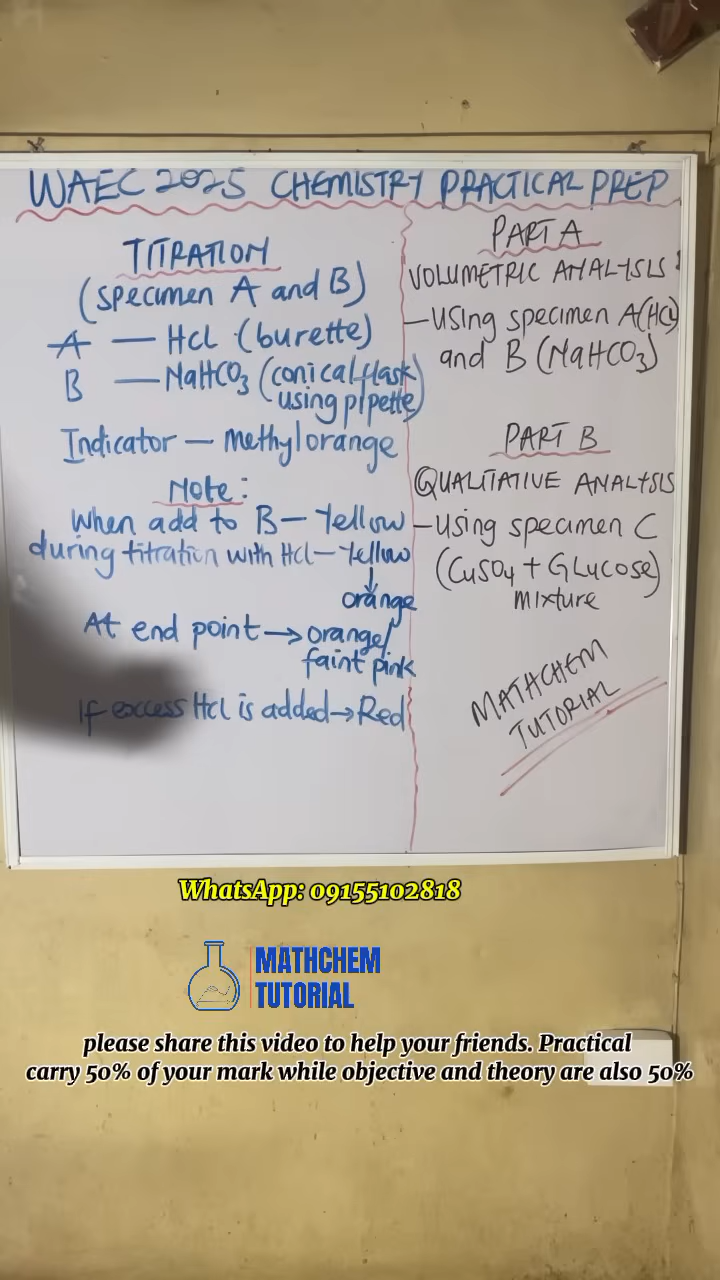 WAEC 2025 CHEMISTRY PRACTICAL PREP
TITRATION
(specimen A and B)
A — Hcl (burette)
B — NaHCO3 (conical flask
using pipette)
Indicator — Methyl orange
Note:
When add to B — Yellow
during titration with Hcl — Yellow
↓
orange
At end point → orange/
faint pink
If excess Hcl is added → Red
PART A
VOLUMETRIC ANALYSIS:
— Using specimen A (HCl)
and B (NaHCO3)
PART B
QUALITATIVE ANALYSIS
— Using specimen C
(CuSO4 + GLucose)
Mixture
MATHCHEM
TUTORIAL
WhatsApp: 09155102818
MATHCHEM
TUTORIAL
please share this video to help your friends. Practical
carry 50% of your mark while objective and theory are also 50%